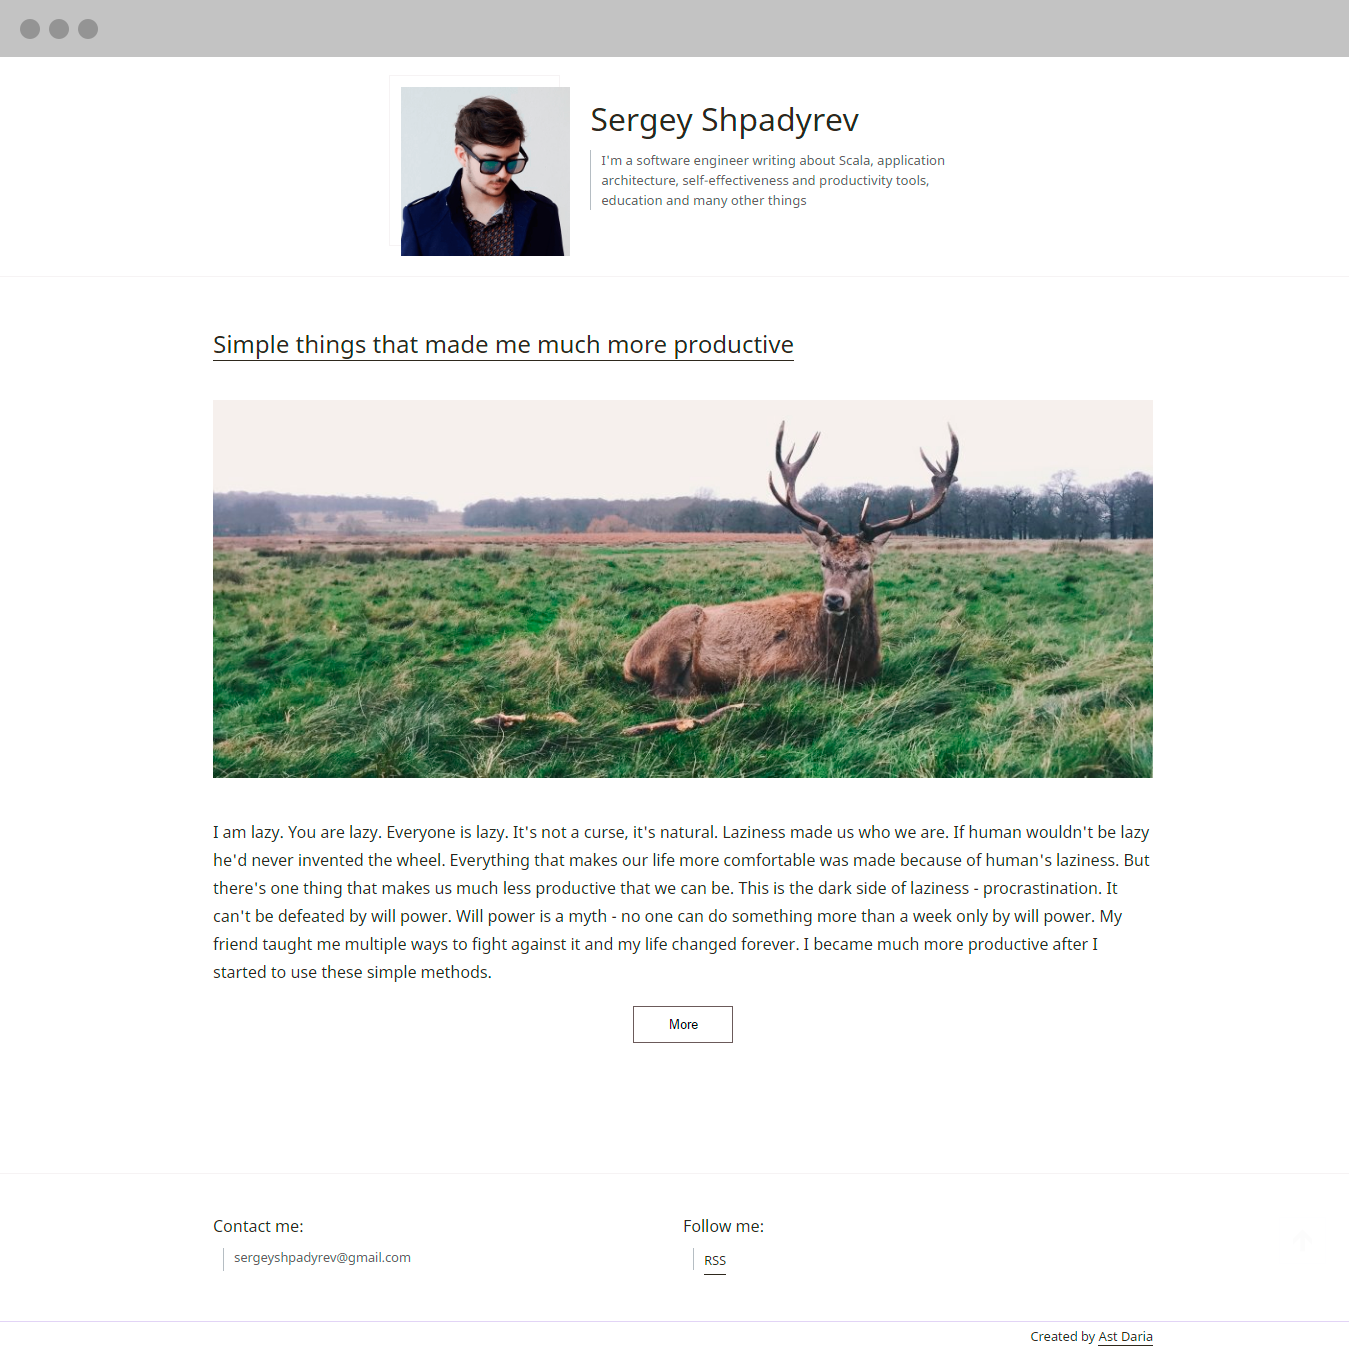 Sergey Shpadyrev
I'm a software engineer writing about Scala, application
architecture, self-effectiveness and productivity tools,
education and many other things
Simple things that made me much more productive
I am lazy. You are lazy. Everyone is lazy. It's not a curse, it's natural. Laziness made us who we are. If human wouldn't be lazy
he'd never invented the wheel. Everything that makes our life more comfortable was made because of human's laziness. But
there's one thing that makes us much less productive that we can be. This is the dark side of laziness - procrastination. It
can't be defeated by will power. Will power is a myth - no one can do something more than a week only by will power. My
friend taught me multiple ways to fight against it and my life changed forever. I became much more productive after I
started to use these simple methods.
More
Contact me:
sergeyshpadyrev@gmail.com
Follow me:
RSS
Created by Ast Daria